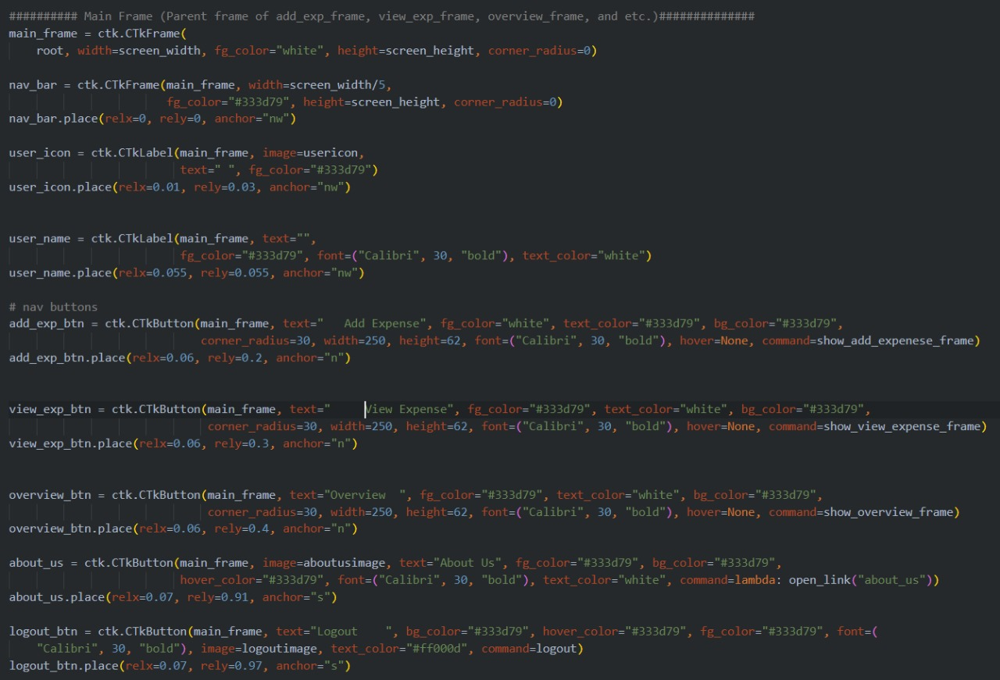 ########## Main Frame (Parent frame of add_exp_frame, view_exp_frame, overview_frame, and etc.)##############
main_frame = ctk.CTkFrame(
    root, width=screen_width, fg_color="white", height=screen_height, corner_radius=0)

nav_bar = ctk.CTkFrame(main_frame, width=screen_width/5,
                       fg_color="#333d79", height=screen_height, corner_radius=0)
nav_bar.place(relx=0, rely=0, anchor="nw")

user_icon = ctk.CTkLabel(main_frame, image=usericon,
                         text=" ", fg_color="#333d79")
user_icon.place(relx=0.01, rely=0.03, anchor="nw")


user_name = ctk.CTkLabel(main_frame, text="",
                         fg_color="#333d79", font=("Calibri", 30, "bold"), text_color="white")
user_name.place(relx=0.055, rely=0.055, anchor="nw")

# nav buttons
add_exp_btn = ctk.CTkButton(main_frame, text="   Add Expense", fg_color="white", text_color="#333d79", bg_color="#333d79",
                            corner_radius=30, width=250, height=62, font=("Calibri", 30, "bold"), hover=None, command=show_add_expenese_frame)
add_exp_btn.place(relx=0.06, rely=0.2, anchor="n")


view_exp_btn = ctk.CTkButton(main_frame, text="     View Expense", fg_color="#333d79", text_color="white", bg_color="#333d79",
                             corner_radius=30, width=250, height=62, font=("Calibri", 30, "bold"), hover=None, command=show_view_expense_frame)
view_exp_btn.place(relx=0.06, rely=0.3, anchor="n")


overview_btn = ctk.CTkButton(main_frame, text="Overview  ", fg_color="#333d79", text_color="white", bg_color="#333d79",
                             corner_radius=30, width=250, height=62, font=("Calibri", 30, "bold"), hover=None, command=show_overview_frame)
overview_btn.place(relx=0.06, rely=0.4, anchor="n")

about_us = ctk.CTkButton(main_frame, image=aboutusimage, text="About Us", fg_color="#333d79", bg_color="#333d79",
                         hover_color="#333d79", font=("Calibri", 30, "bold"), text_color="white", command=lambda: open_link("about_us"))
about_us.place(relx=0.07, rely=0.91, anchor="s")

logout_btn = ctk.CTkButton(main_frame, text="Logout    ", bg_color="#333d79", hover_color="#333d79", fg_color="#333d79", font=(
    "Calibri", 30, "bold"), image=logoutimage, text_color="#ff000d", command=logout)
logout_btn.place(relx=0.07, rely=0.97, anchor="s")